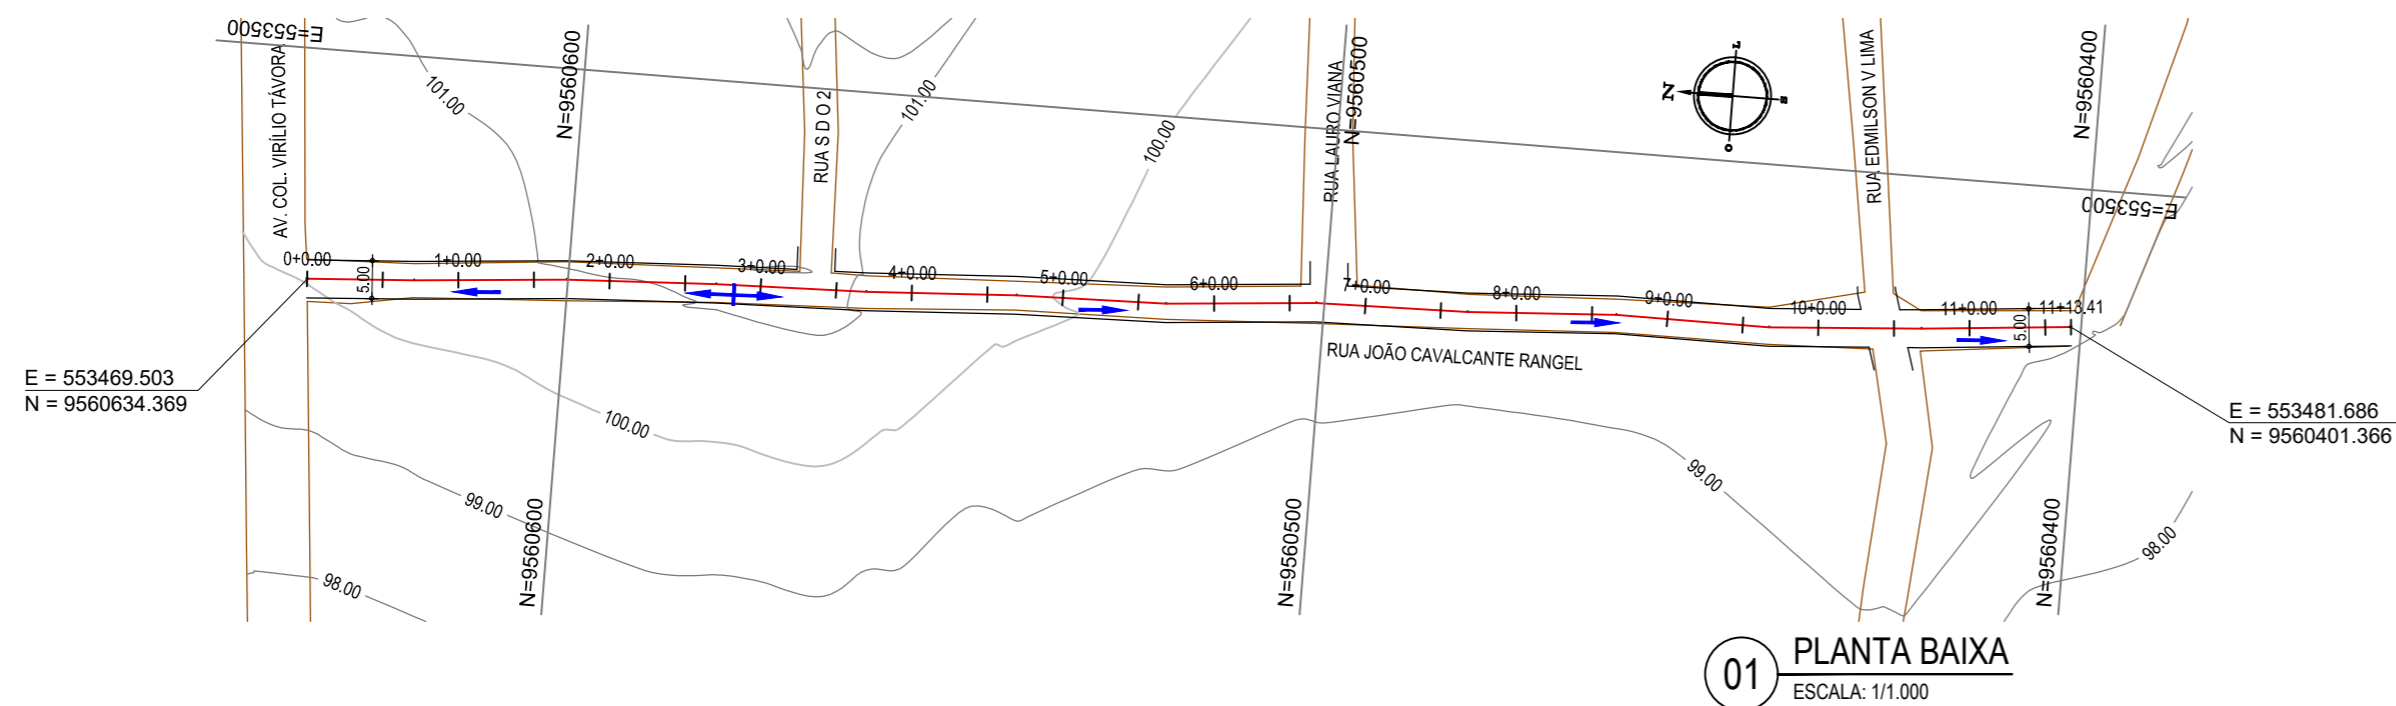 E=553500
AV. COL. VIRÍLIO TÁVORA
101.00
N=9560600
RUA S D O 2
101.00
100.00
RUA LAURO VIANA
N=9560500
N
L
S
O
RUA EDMILSON V LIMA
N=9560400
E=553500
0+0.00
5.00
1+0.00
2+0.00
3+0.00
4+0.00
5+0.00
6+0.00
7+0.00
8+0.00
9+0.00
10+0.00
11+0.00
5.00
11+13.41
RUA JOÃO CAVALCANTE RANGEL
E = 553469.503
N = 9560634.369
E = 553481.686
N = 9560401.366
100.00
99.00
99.00
98.00
98.00
N=9560600
N=9560500
N=9560400
01
PLANTA BAIXA
ESCALA: 1/1.000